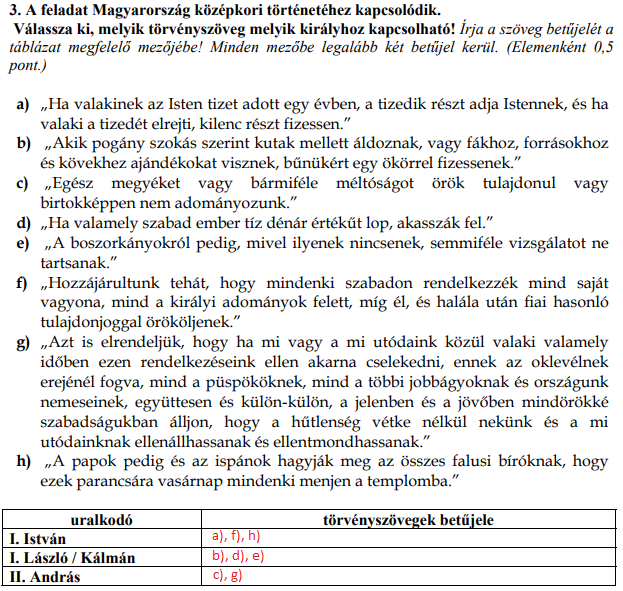 3. A feladat Magyarország középkori történetéhez kapcsolódik.
Válassza ki, melyik törvényszöveg melyik királyhoz kapcsolható! Írja a szöveg betűjelét a
táblázat megfelelő mezőjébe! Minden mezőbe legalább két betűjel kerül. (Elemenként 0,5
pont.)
a) „Ha valakinek az Isten tizet adott egy évben, a tizedik részt adja Istennek, és ha
valaki a tizedét elrejti, kilenc részt fizessen.”
b) „Akik pogány szokás szerint kutak mellett áldoznak, vagy fákhoz, forrásokhoz
és kövekhez ajándékokat visznek, bűnükért egy ökörrel fizessenek.”
c) „Egész megyéket vagy bármiféle méltóságot örök tulajdonul vagy
birtokképpen nem adományozunk.”
d) „Ha valamely szabad ember tíz dénár értékűt lop, akasszák fel.”
e) „A boszorkányokról pedig, mivel ilyenek nincsenek, semmiféle vizsgálatot ne
tartsanak.”
f) „Hozzájárultunk tehát, hogy mindenki szabadon rendelkezzék mind saját
vagyona, mind a királyi adományok felett, míg él, és halála után fiai hasonló
tulajdonjoggal örököljenek.”
g) „Azt is elrendeljük, hogy ha mi vagy a mi utódaink közül valaki valamely
időben ezen rendelkezéseink ellen akarna cselekedni, ennek az oklevélnek
erejénél fogva, mind a püspököknek, mind a többi jobbágyoknak és országunk
nemeseinek, együttesen és külön-külön, a jelenben és a jövőben mindörökké
szabadságukban álljon, hogy a hűtlenség vétke nélkül nekünk és a mi
utódainknak ellenállhassanak és ellentmondhassanak.”
h) „A papok pedig és az ispánok hagyják meg az összes falusi bíróknak, hogy
ezek parancsára vasárnap mindenki menjen a templomba.”
uralkodó törvényszövegek betűjele
I. István a), f), h)
I. László / Kálmán b), d), e)
II. András c), g)